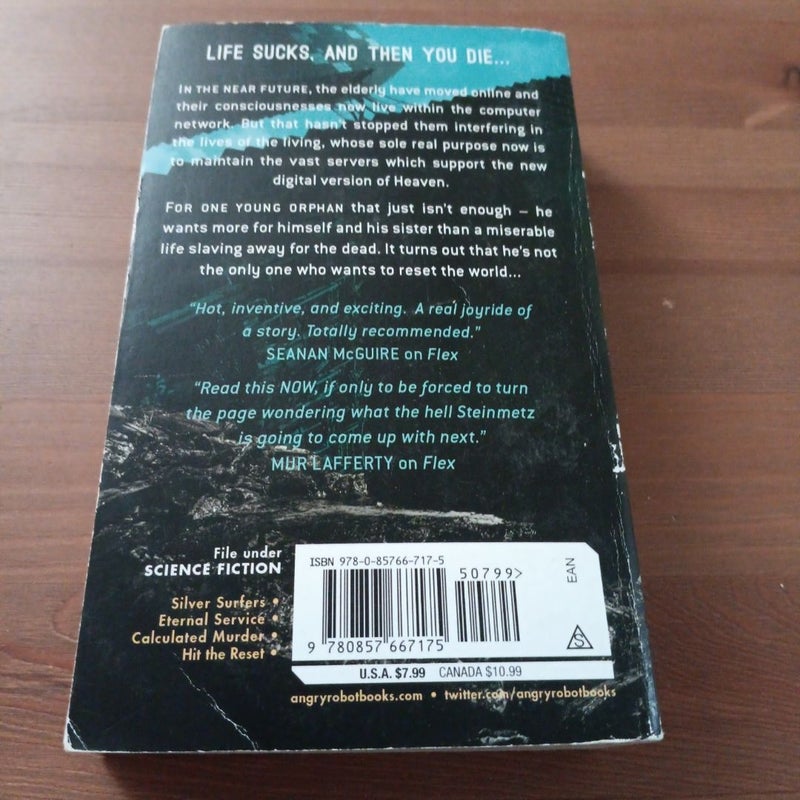 LIFE SUCKS, AND THEN YOU DIE...
IN THE NEAR FUTURE, the elderly have moved online and
their consciousnesses now live within the computer
network. But that hasn't stopped them interfering in
the lives of the living, whose sole real purpose now is
to maintain the vast servers which support the new
digital version of Heaven.
FOR ONE YOUNG ORPHAN that just isn't enough – he
wants more for himself and his sister than a miserable
life slaving away for the dead. It turns out that he's not
the only one who wants to reset the world...
"Hot, inventive, and exciting. A real joyride of
a story. Totally recommended."
SEANAN McGUIRE on Flex
"Read this NOW, if only to be forced to turn
the page wondering what the hell Steinmetz
is going to come up with next."
MUR LAFFERTY on Flex
File under
SCIENCE FICTION
Silver Surfers •
Eternal Service •
Calculated Murder •
Hit the Reset •
ISBN 978-0-85766-717-5
50799>
EAN
9 780857 667175
S
U.S.A. $7.99 CANADA $10.99
angryrobotbooks.com • twitter.com/angryrobotbooks